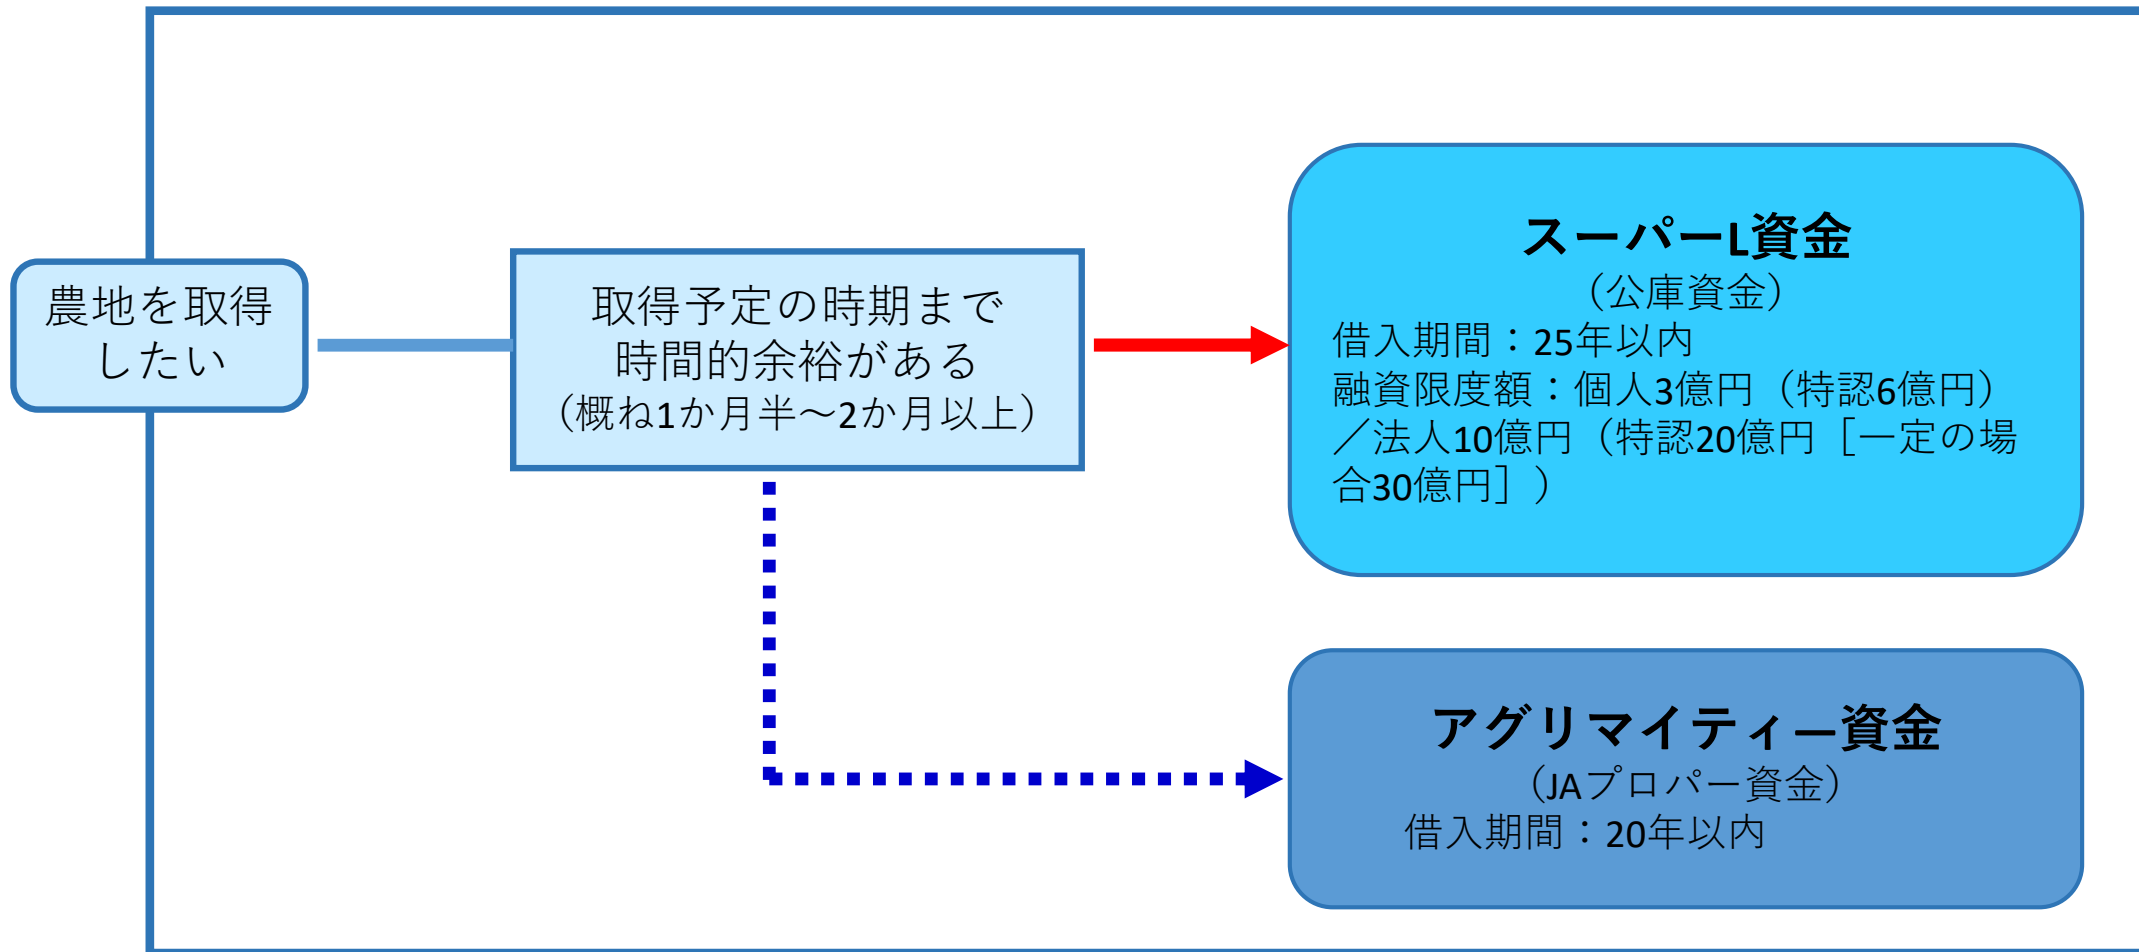 農地を取得
したい
取得予定の時期まで
時間的余裕がある
（概ね1か月半～2か月以上）
スーパーL資金
（公庫資金）
借入期間：25年以内
融資限度額：個人3億円（特認6億円）
／法人10億円（特認20億円［一定の場
合30億円］）
アグリマイティ―資金
（JAプロパー資金）
借入期間：20年以内